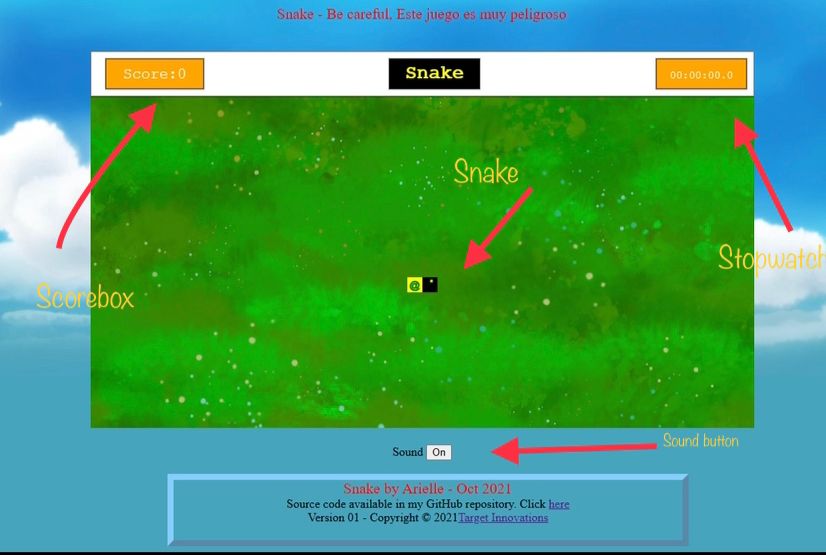 Snake - Be careful, Este juego es muy peligroso
Score:0
Snake
00:00:00.0
Snake
Stopwatch
@
Scorebox
Sound On
Sound button
Snake by Arielle - Oct 2021
Source code available in my GitHub repository. Click here
Version 01 - Copyright © 2021Target Innovations